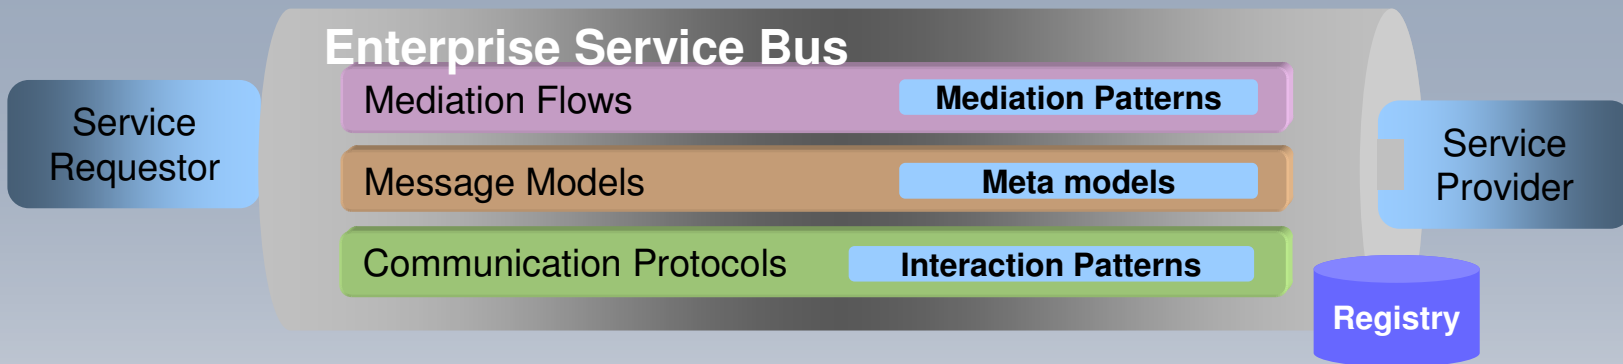 Enterprise Service Bus
Service
Requestor
Mediation Flows
Mediation Patterns
Message Models
Meta models
Communication Protocols
Interaction Patterns
Service
Provider
Registry